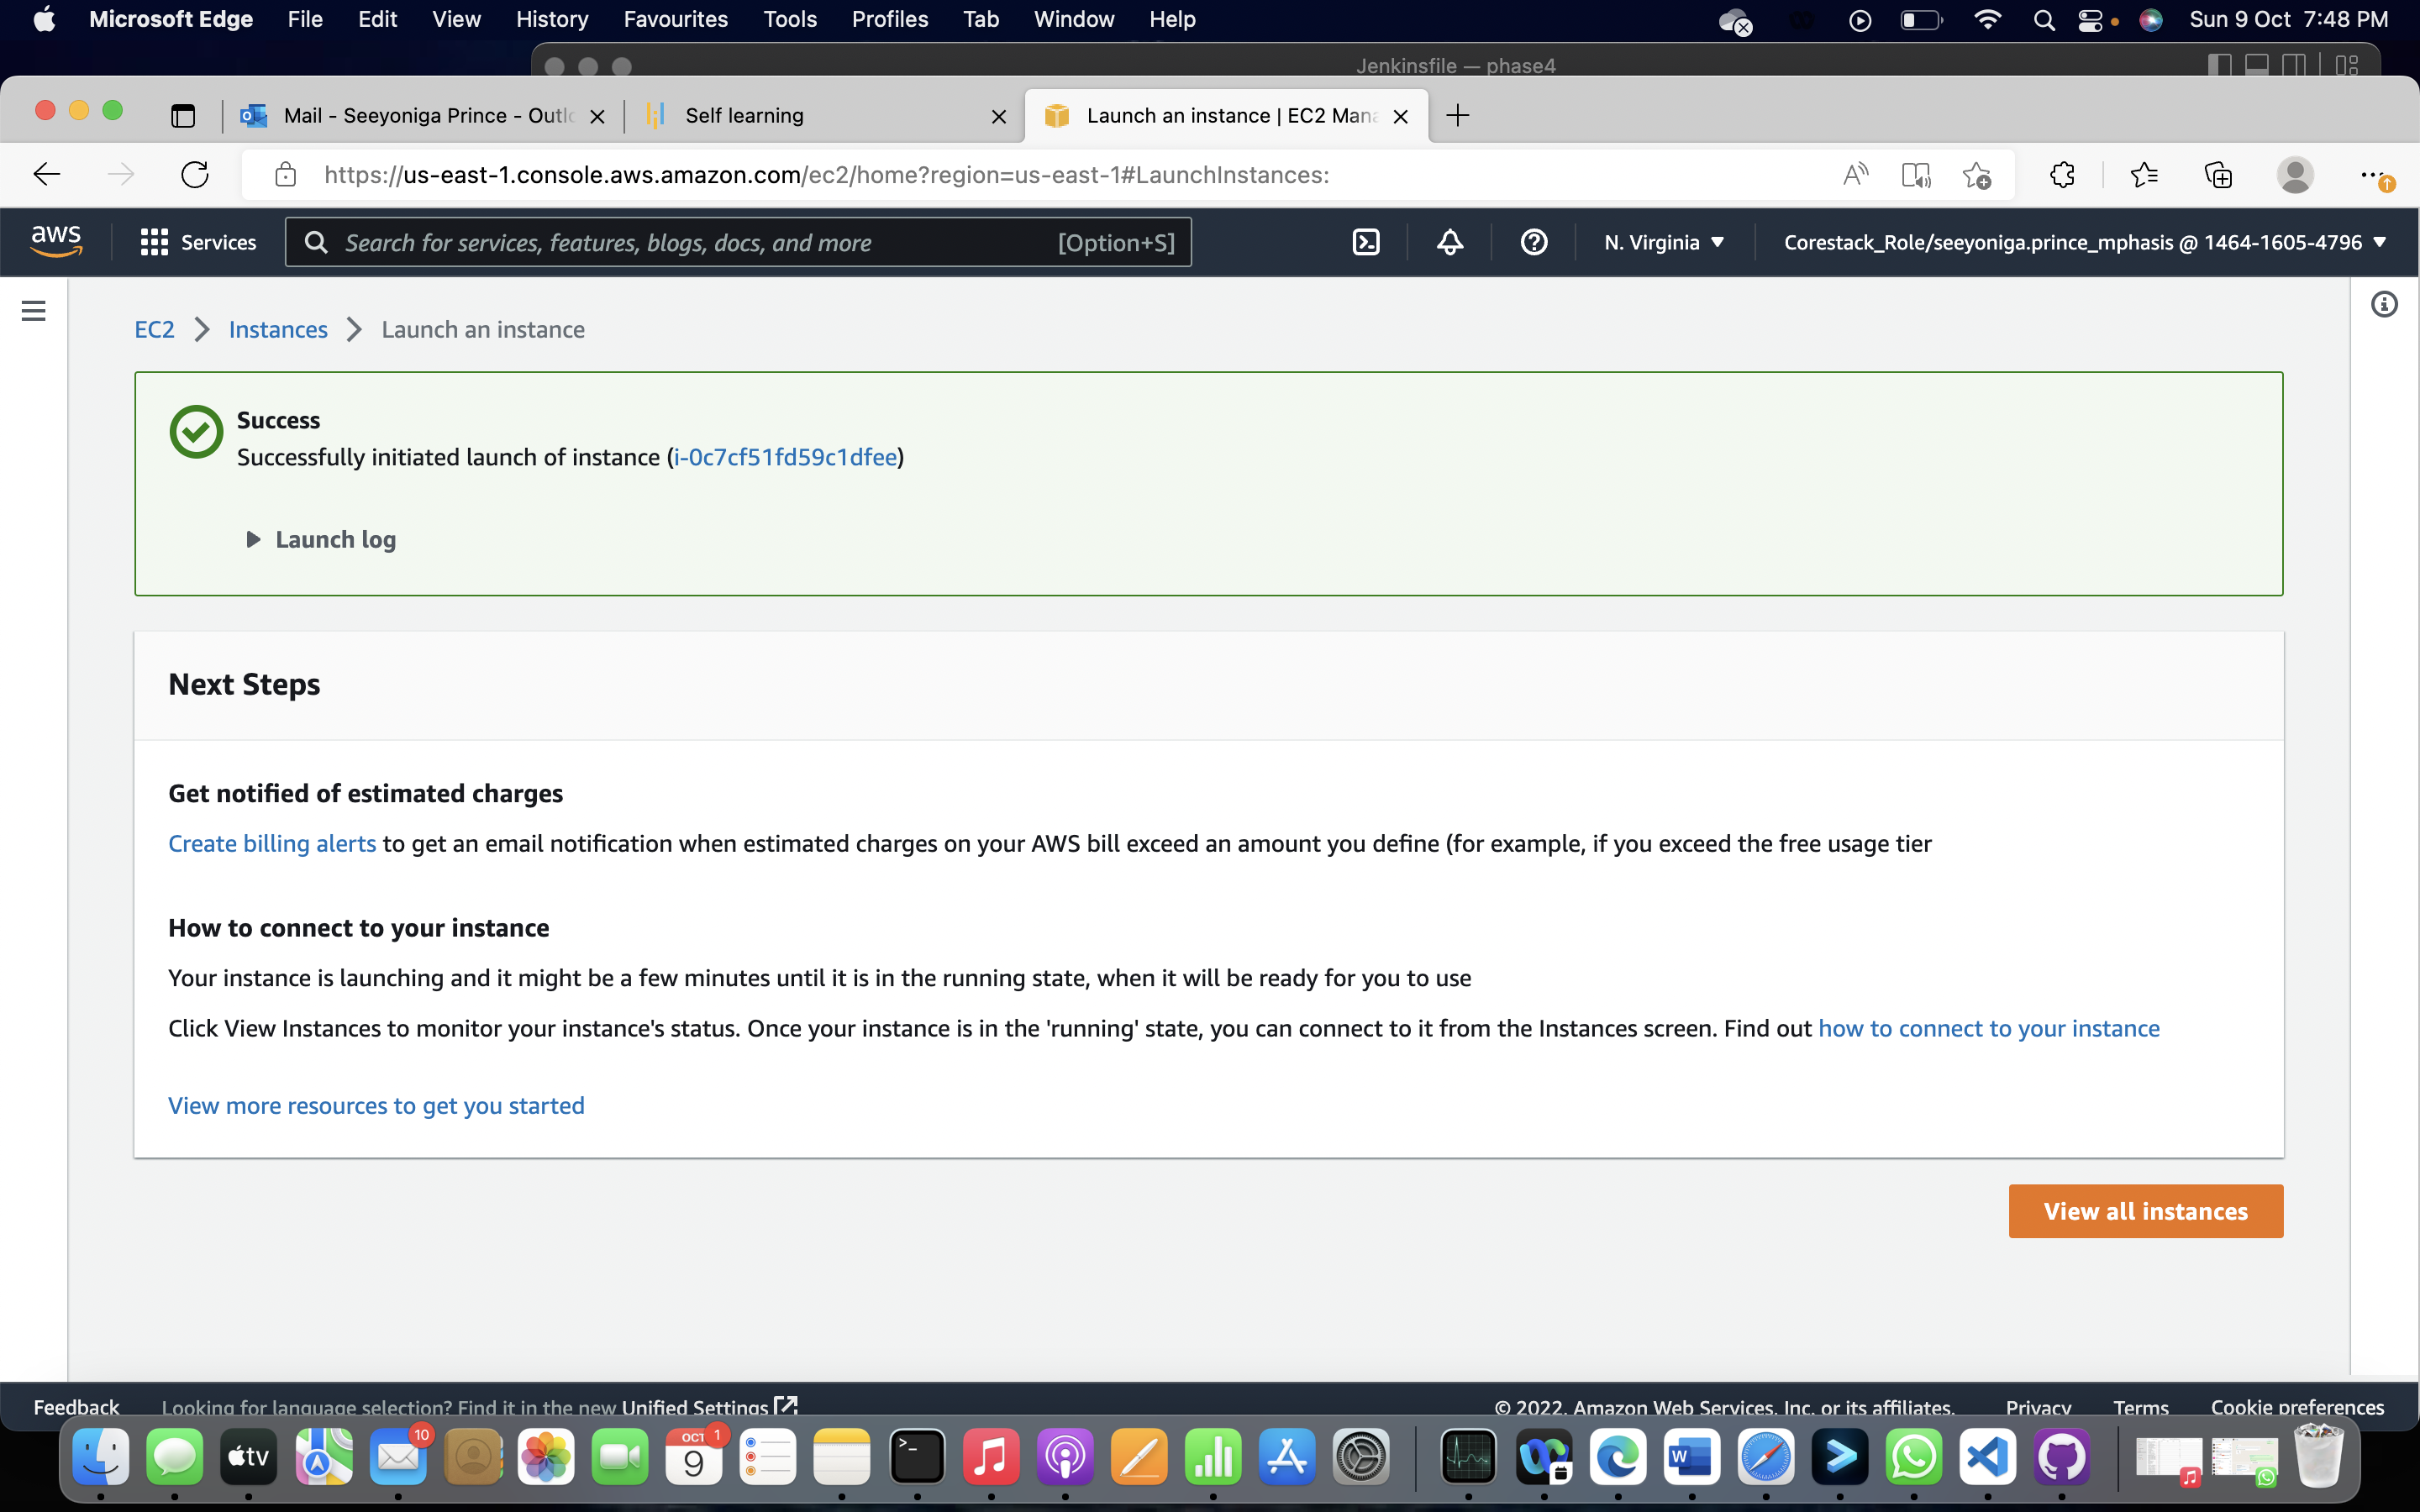 Microsoft Edge File Edit View History Favourites Tools Profiles Tab Window Help Sun 9 Oct 7:48 PM
Jenkinsfile — phase4
Mail - Seeyoniga Prince - Outlo Self learning Launch an instance | EC2 Mana
https://us-east-1.console.aws.amazon.com/ec2/home?region=us-east-1#LaunchInstances:
aws Services Search for services, features, blogs, docs, and more [Option+S] N. Virginia Corestack_Role/seeyoniga.prince_mphasis @ 1464-1605-4796
EC2 Instances Launch an instance
Success
Successfully initiated launch of instance (i-0c7cf51fd59c1dfee)
Launch log
Next Steps
Get notified of estimated charges
Create billing alerts to get an email notification when estimated charges on your AWS bill exceed an amount you define (for example, if you exceed the free usage tier
How to connect to your instance
Your instance is launching and it might be a few minutes until it is in the running state, when it will be ready for you to use
Click View Instances to monitor your instance's status. Once your instance is in the 'running' state, you can connect to it from the Instances screen. Find out how to connect to your instance
View more resources to get you started
View all instances
Feedback Looking for language selection? Find it in the new Unified Settings © 2022, Amazon Web Services, Inc. or its affiliates. Privacy Terms Cookie preferences
tv 10 OCT 1 9 W